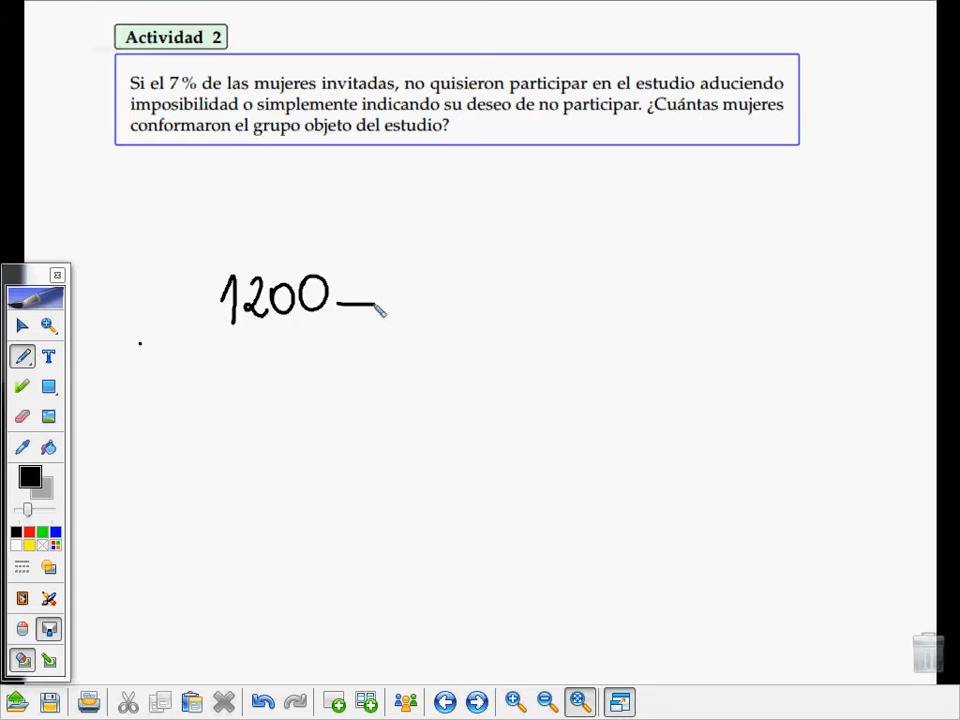 Actividad 2
Si el 7 % de las mujeres invitadas, no quisieron participar en el estudio aduciendo
imposibilidad o simplemente indicando su deseo de no participar. ¿Cuántas mujeres
conformaron el grupo objeto del estudio?
1200 —
T